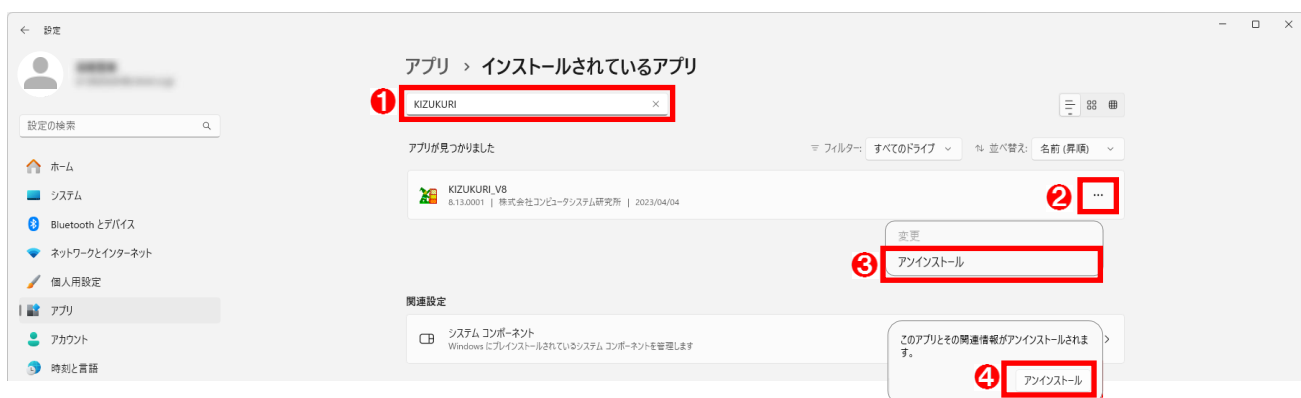 ← 設定
アプリ › インストールされているアプリ
❶ KIZUKURI ×
設定の検索
アプリが見つかりました
フィルター: すべてのドライブ 並べ替え: 名前 (昇順)
ホーム
システム
Bluetooth とデバイス
ネットワークとインターネット
個人用設定
アプリ
アカウント
時刻と言語
KIZUKURI_V8
8.13.0001 | 株式会社コンピュータシステム研究所 | 2023/04/04
❷ …
変更
❸ アンインストール
関連設定
システム コンポーネント
Windows にプレインストールされているシステム コンポーネントを管理します
このアプリとその関連情報がアンインストールされま
す。
❹ アンインストール